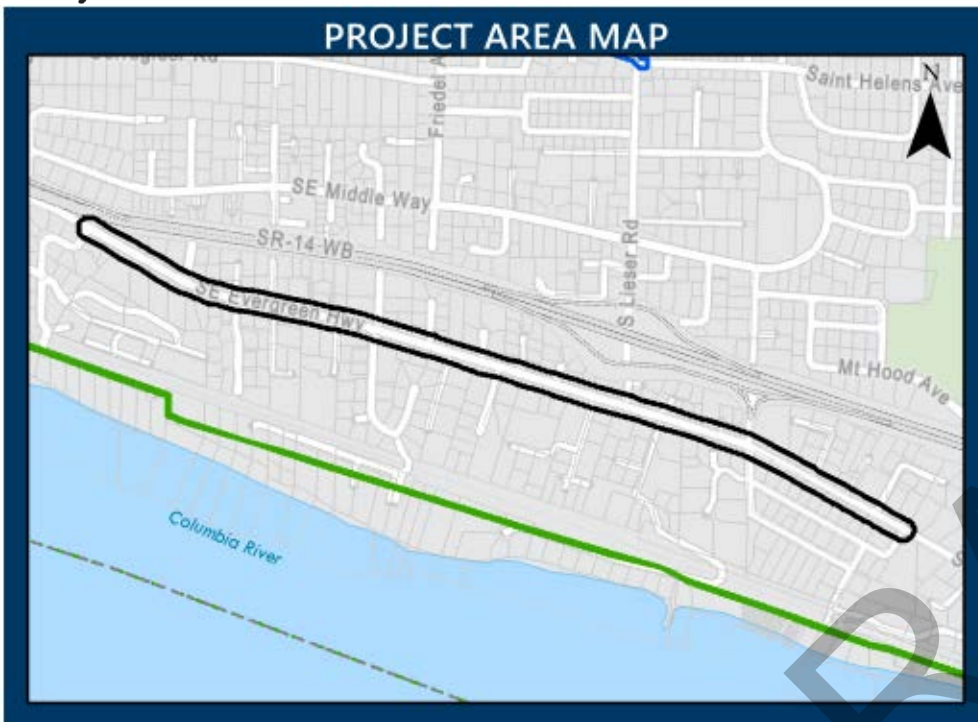 PROJECT AREA MAP
Saint Helens Ave
N
Friedel A
SE Middle Way
SR-14 WB
S Lieser Rd
SE Evergreen Hwy
Mt Hood Ave
Columbia River